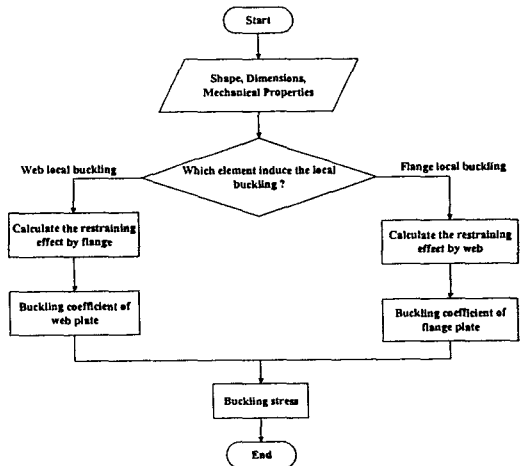 Start
Shape, Dimensions,
Mechanical Properties
Which element induce the local
buckling ?
Web local buckling
Flange local buckling
Calculate the restraining
effect by flange
Calculate the restraining
effect by web
Buckling coefficient of
web plate
Buckling coefficient of
flange plate
Buckling stress
End